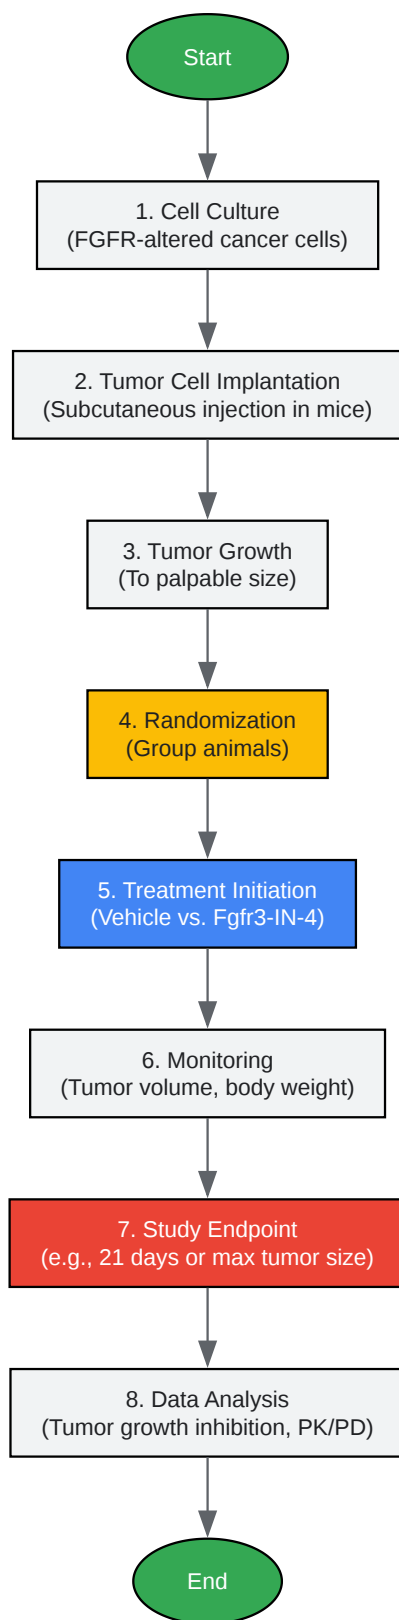 Start
1. Cell Culture
(FGFR-altered cancer cells)
2. Tumor Cell Implantation
(Subcutaneous injection in mice)
3. Tumor Growth
(To palpable size)
4. Randomization
(Group animals)
5. Treatment Initiation
(Vehicle vs. Fgfr3-IN-4)
6. Monitoring
(Tumor volume, body weight)
7. Study Endpoint
(e.g., 21 days or max tumor size)
8. Data Analysis
(Tumor growth inhibition, PK/PD)
End